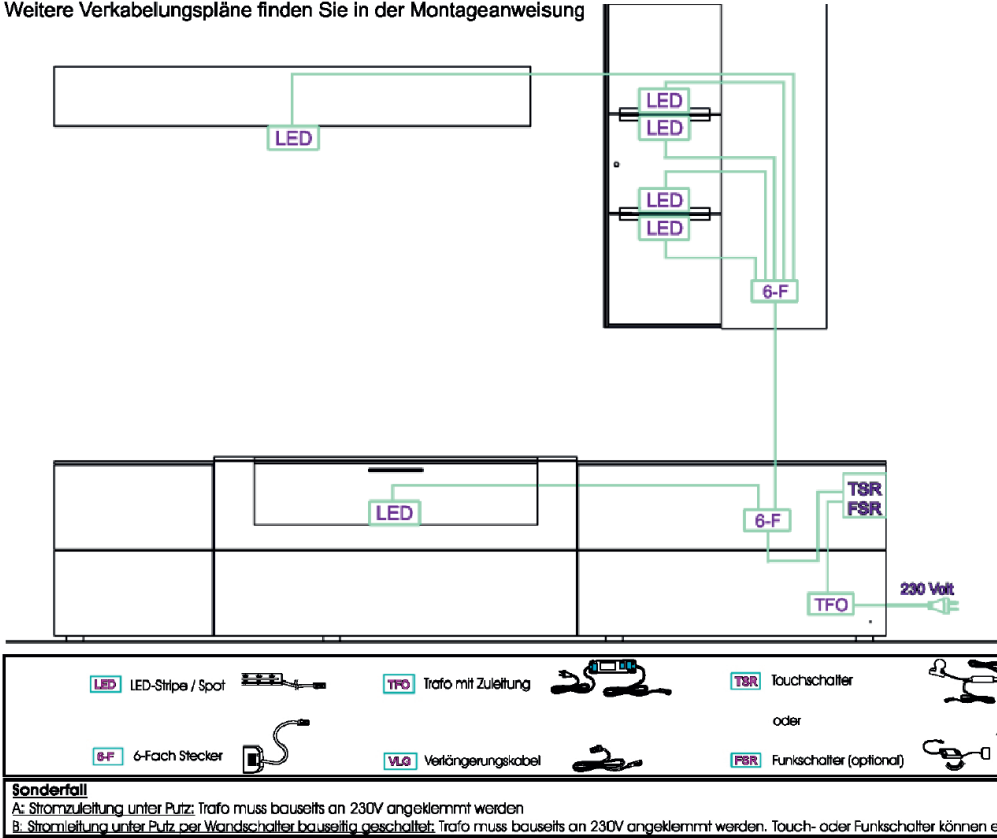 Weitere Verkabelungspläne finden Sie in der Montageanweisung
LED
LED
LED
LED
LED
6-F
LED
6-F
TSR
FSR
TFO
230 Volt
LED LED-Stripe / Spot
TFO Trafo mit Zuleitung
TSR Touchschalter
oder
6-F 6-Fach Stecker
VLG Verlängerungskabel
FSR Funkschalter (optional)
Sonderfall
A: Stromzuleitung unter Putz: Trafo muss bauseits an 230V angeklemmt werden
B: Stromleitung unter Putz per Wandschalter bauseitig geschaltet: Trafo muss bauseits an 230V angeklemmt werden. Touch- oder Funkschalter können e